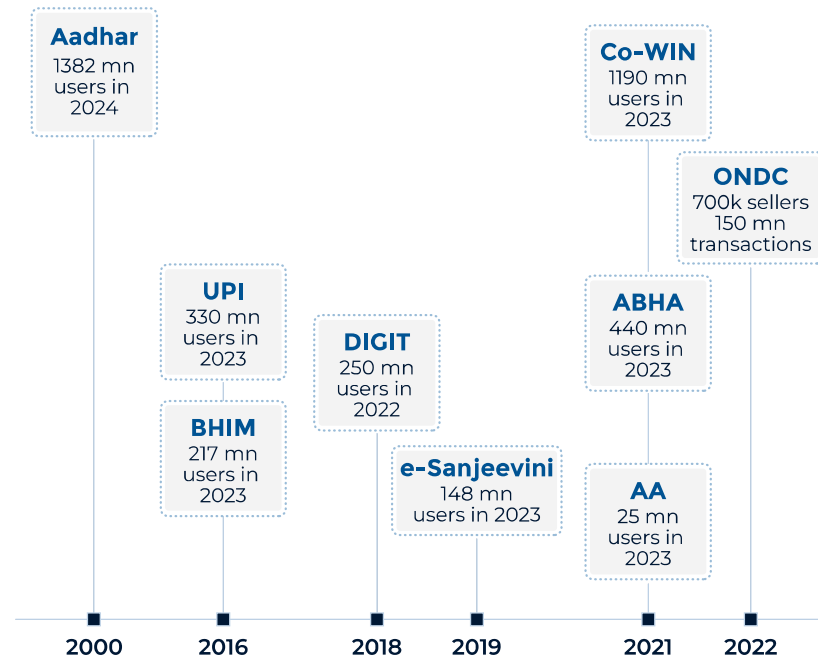 Aadhar
1382 mn
users in
2024
UPI
330 mn
users in
2023
BHIM
217 mn
users in
2023
DIGIT
250 mn
users in
2022
e-Sanjeevini
148 mn
users in 2023
Co-WIN
1190 mn
users in
2023
ABHA
440 mn
users in
2023
AA
25 mn
users in
2023
ONDC
700k sellers
150 mn
transactions
2000
2016
2018
2019
2021
2022